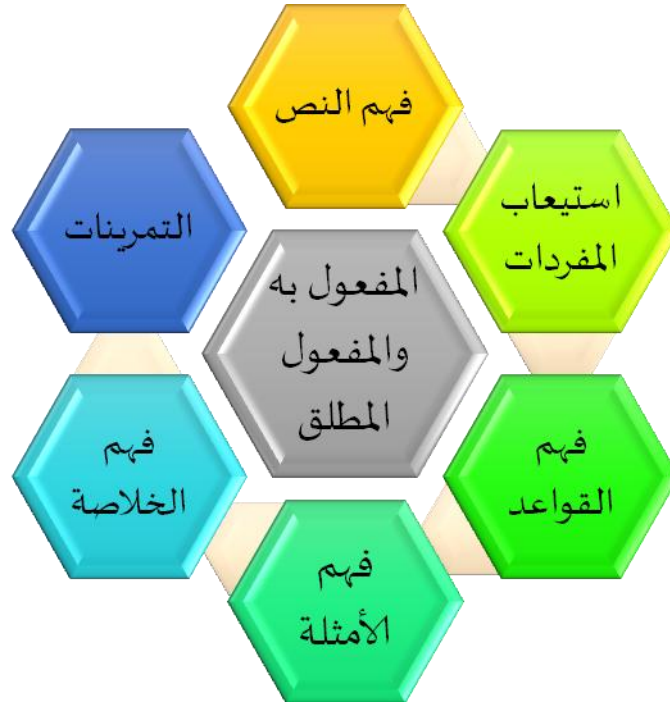 فهم النص
استيعاب
المفردات
فهم
القواعد
فهم
الأمثلة
فهم
الخلاصة
التمرينات
المفعول به
والمفعول
المطلق